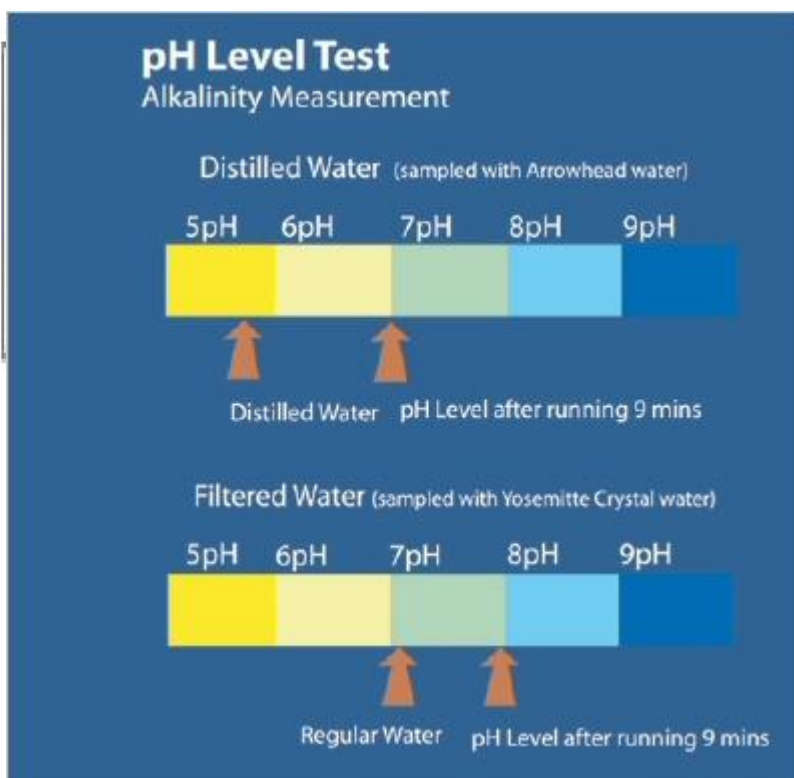 pH Level Test
Alkalinity Measurement
Distilled Water (sampled with Arrowhead water)
5pH 6pH 7pH 8pH 9pH
Distilled Water pH Level after running 9 mins
Filtered Water (sampled with Yosemitte Crystal water)
5pH 6pH 7pH 8pH 9pH
Regular Water pH Level after running 9 mins